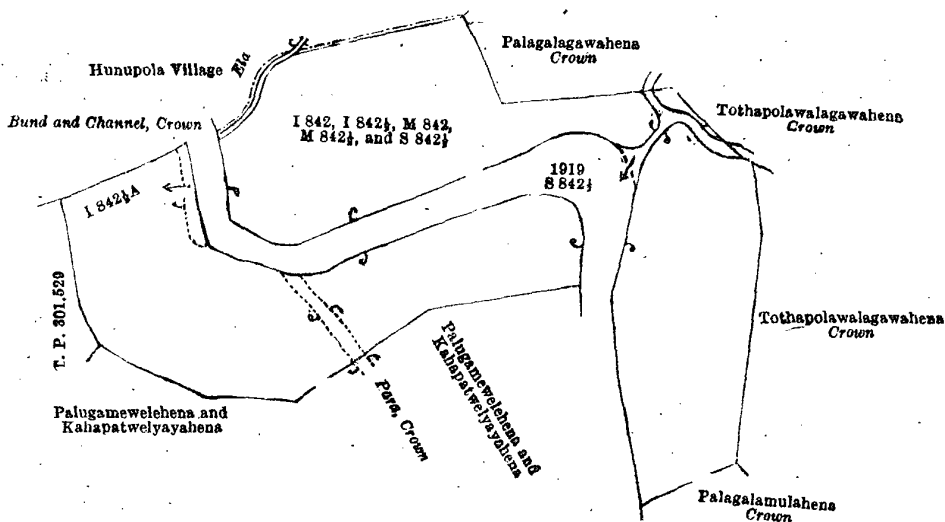 Palagalagawahena
Crown
Hunupola Village
Ela
Tothapolawalagawahena
Crown
Bund and Channel, Crown
I 842, I 842½, M 842,
M 842½, and S 842½
1919
S 842½
I 842½A
T. P. 301,529
Tothapolawalagawahena
Crown
Palugamewelehena and
Kahapatwelyayahena
Para, Crown
Palugamewelehena and
Kahapatwelyayahena
Palagalamulahena
Crown